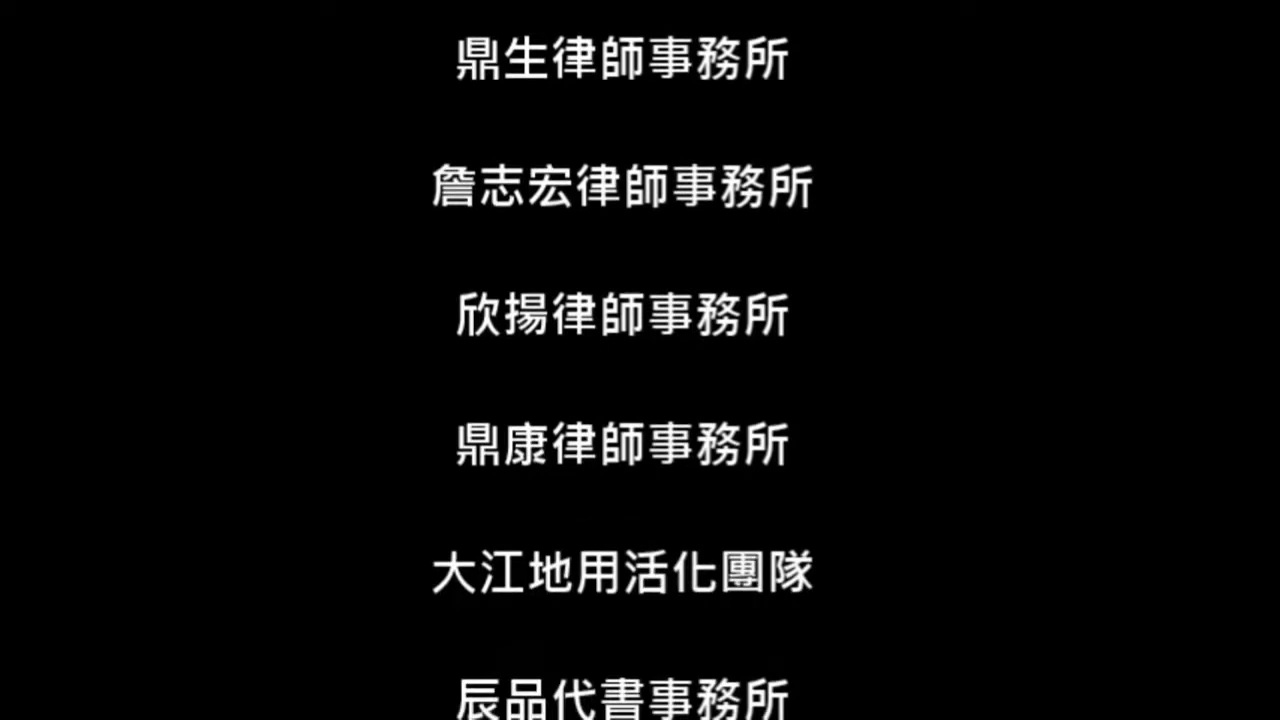 鼎生律師事務所
詹志宏律師事務所
欣揚律師事務所
鼎康律師事務所
大江地用活化團隊
辰品代書事務所